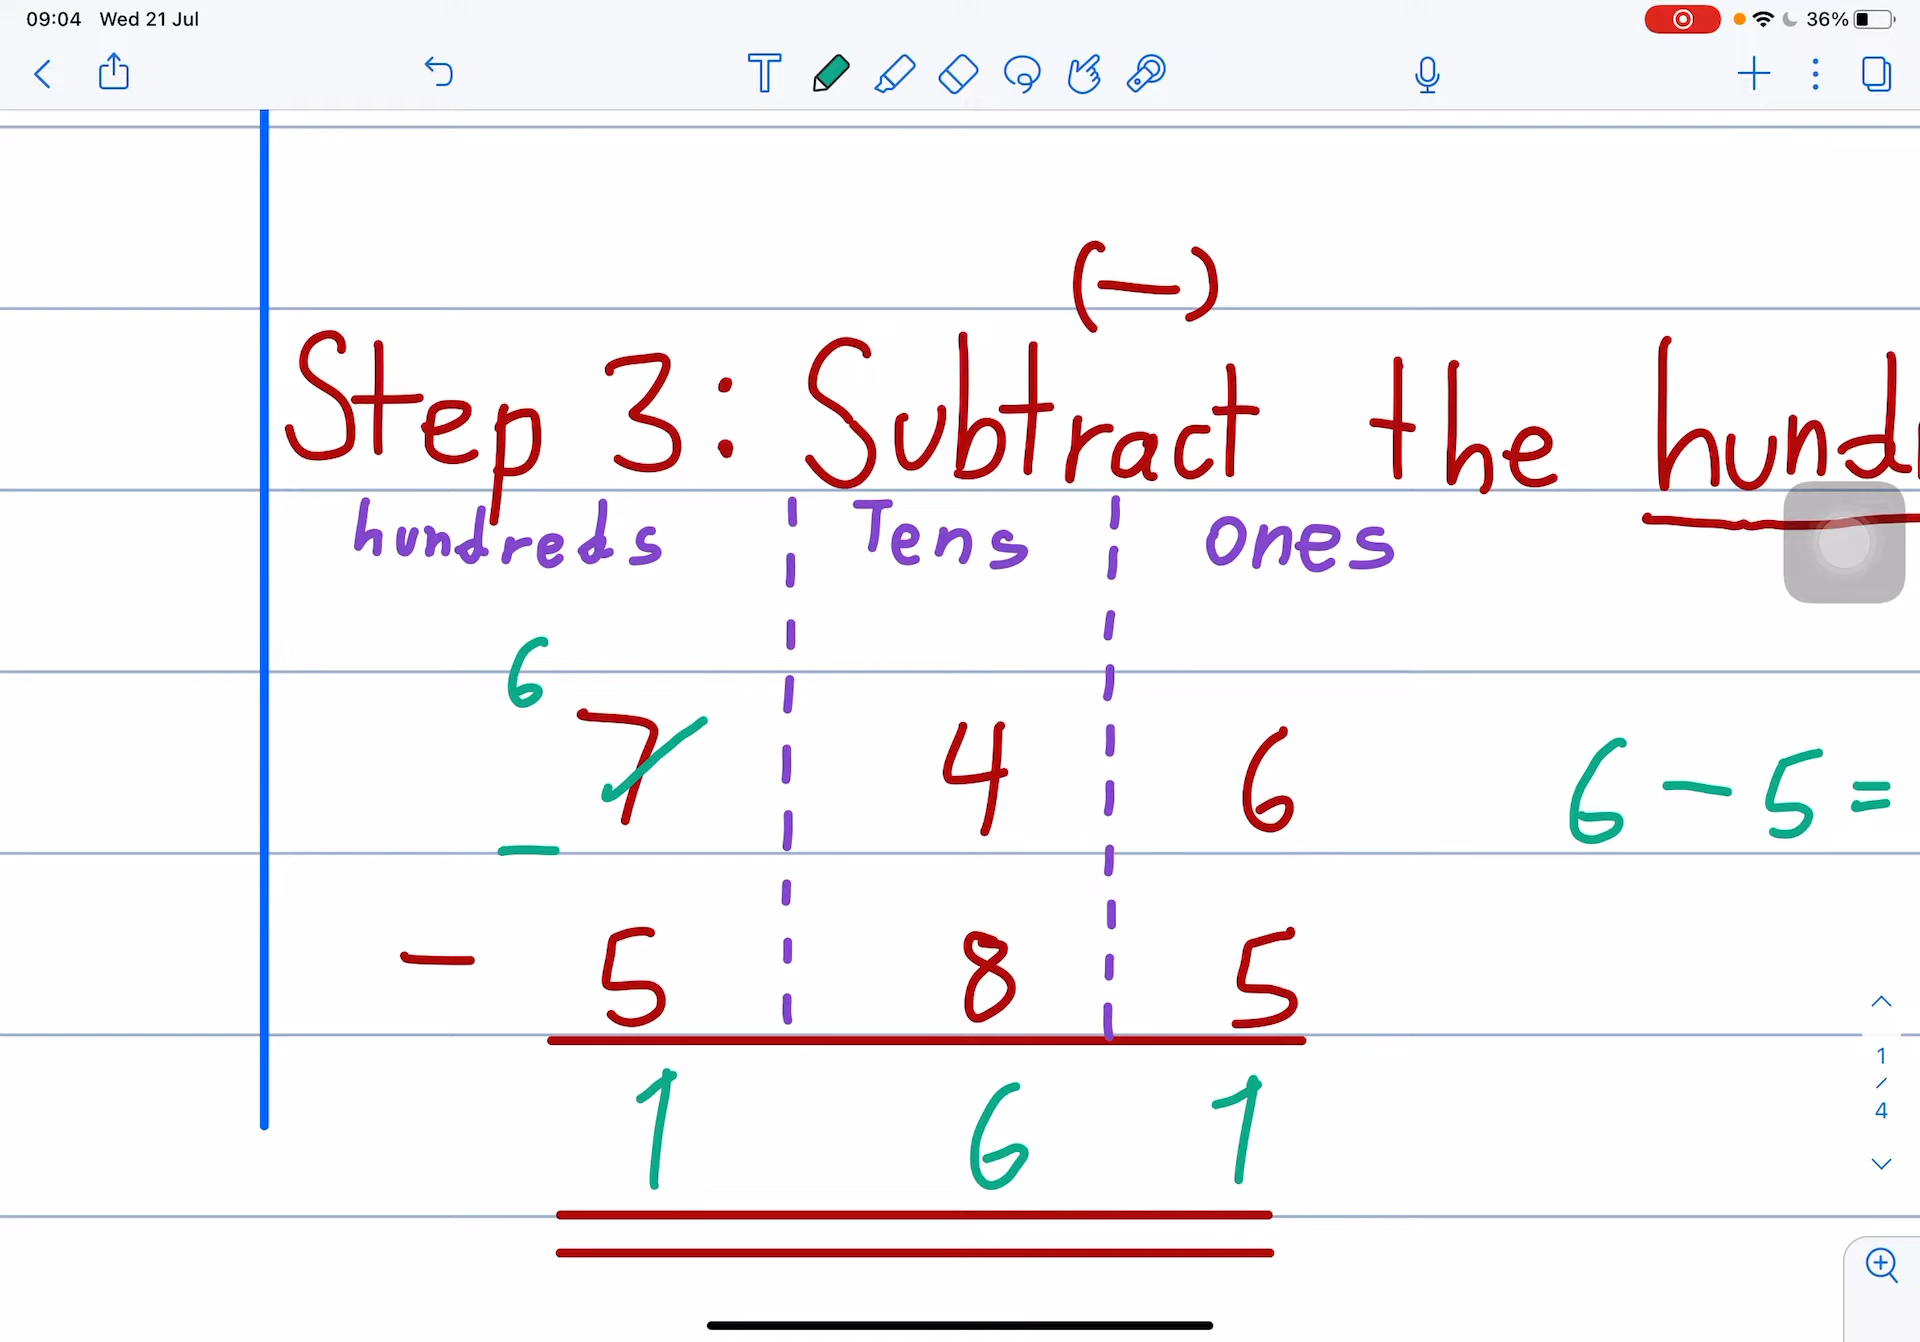 09:04 Wed 21 Jul
36%
(-)
Step 3: Subtract the hund
hundreds Tens ones
6
7 4 6 6 - 5 =
-
- 5 8 5
1 6 1
1
/
4